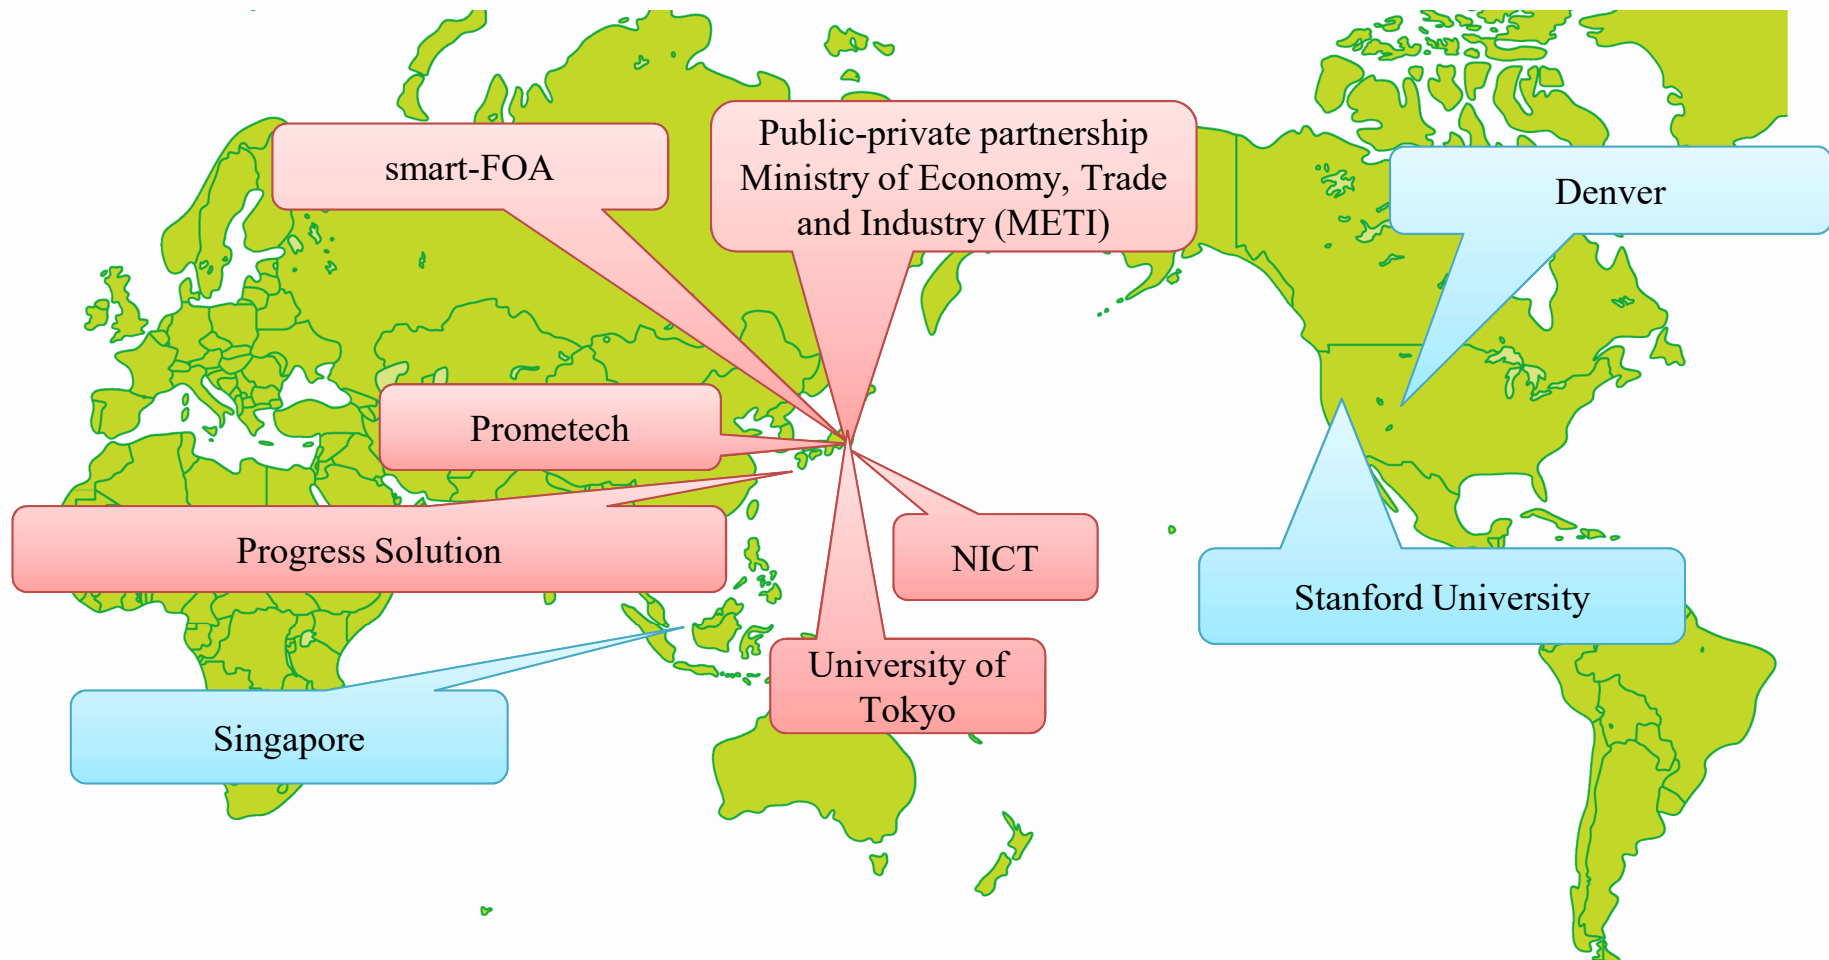 smart-FOA
Public-private partnership
Ministry of Economy, Trade
and Industry (METI)
Denver
Prometech
Progress Solution
NICT
Stanford University
University of
Tokyo
Singapore